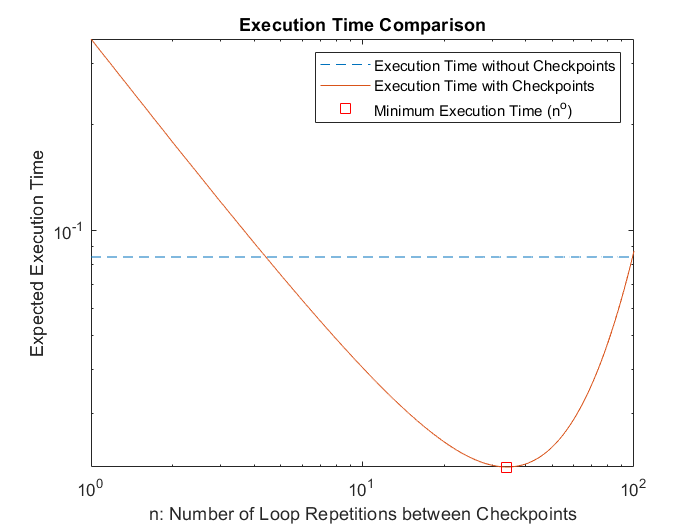 Execution Time Comparison
Execution Time without Checkpoints
Execution Time with Checkpoints
Minimum Execution Time (nᵒ)
Expected Execution Time
10⁻¹
10⁰
10¹
10²
n: Number of Loop Repetitions between Checkpoints